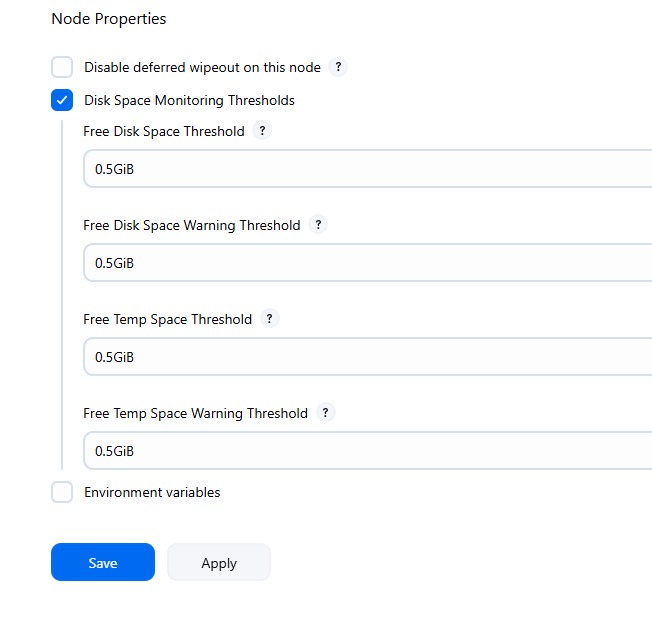 Node Properties
Disable deferred wipeout on this node ?
Disk Space Monitoring Thresholds
Free Disk Space Threshold ?
0.5GiB
Free Disk Space Warning Threshold ?
0.5GiB
Free Temp Space Threshold ?
0.5GiB
Free Temp Space Warning Threshold ?
0.5GiB
Environment variables
Save Apply